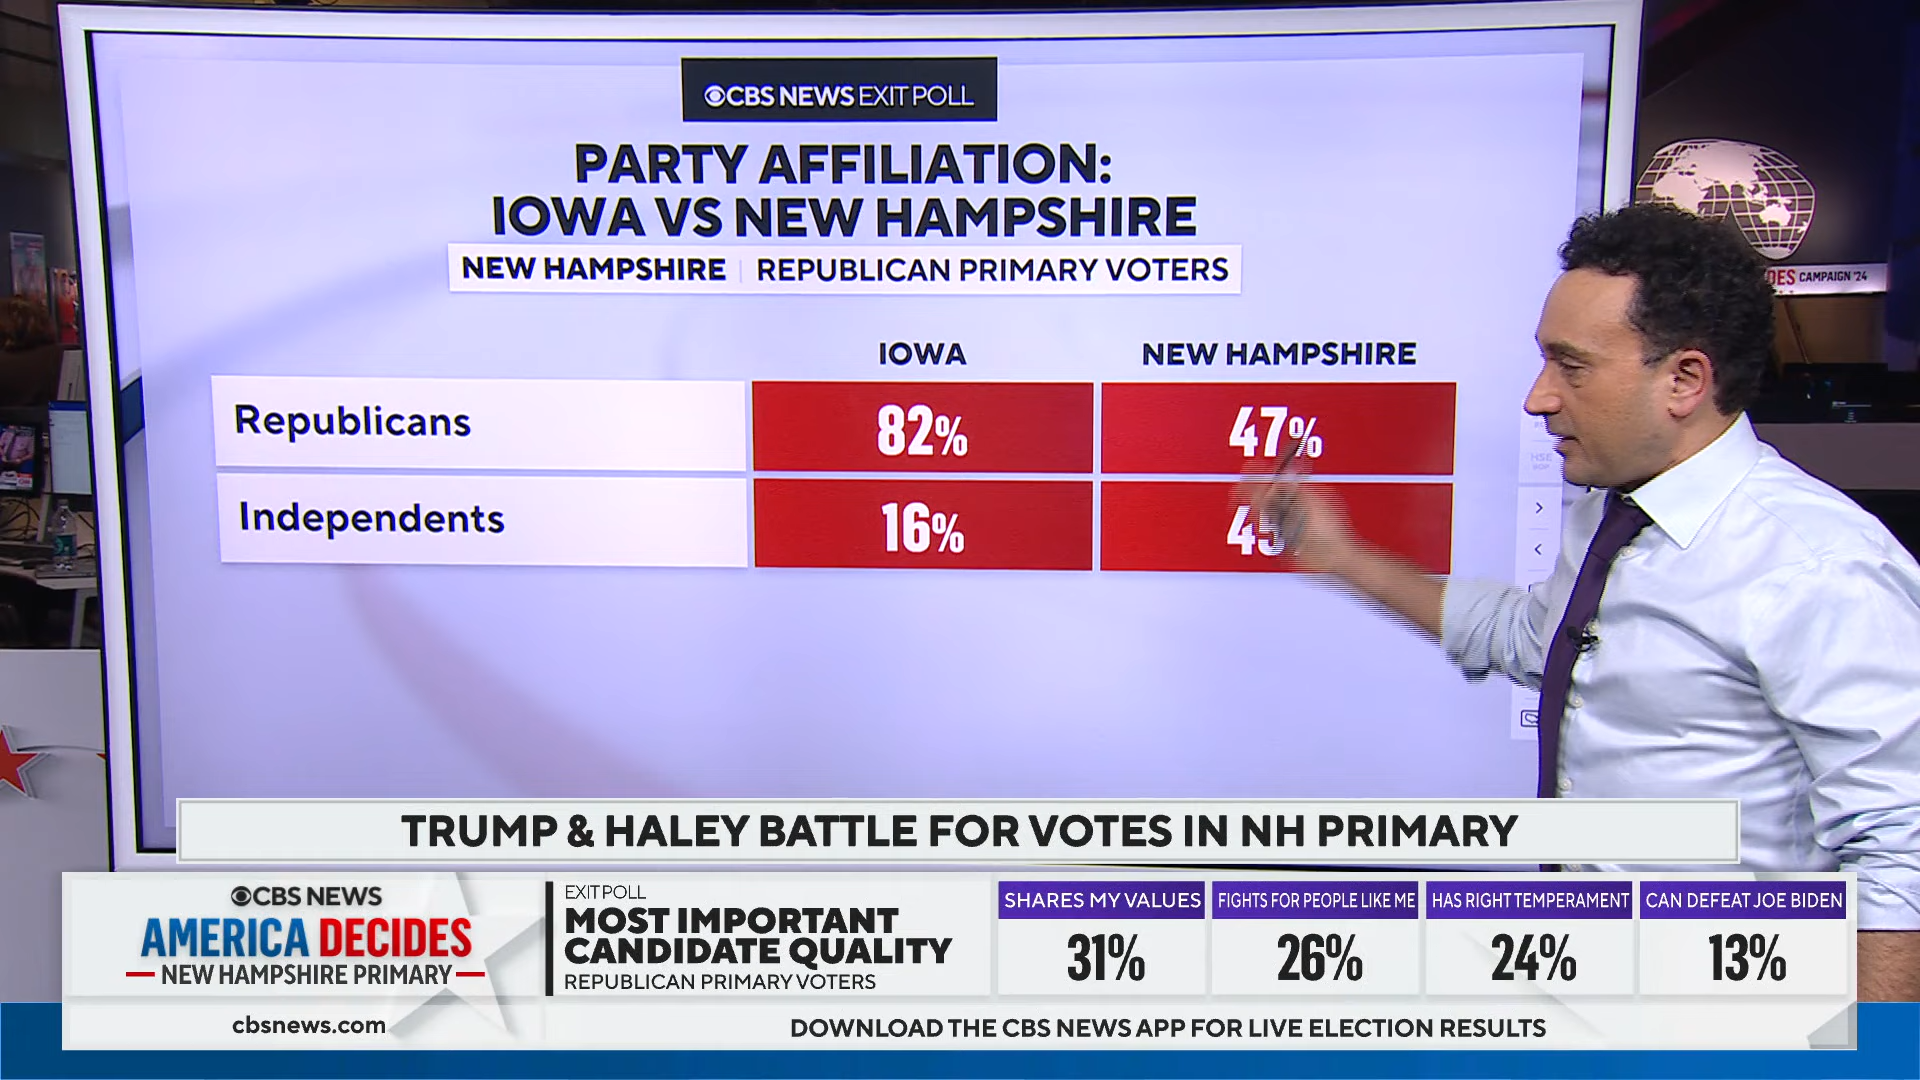 CBS NEWS EXIT POLL
PARTY AFFILIATION:
IOWA VS NEW HAMPSHIRE
NEW HAMPSHIRE REPUBLICAN PRIMARY VOTERS
IOWA NEW HAMPSHIRE
Republicans 82% 47%
Independents 16%
CAMPAIGN '24
TRUMP & HALEY BATTLE FOR VOTES IN NH PRIMARY
CBS NEWS
AMERICA DECIDES
NEW HAMPSHIRE PRIMARY
EXIT POLL
MOST IMPORTANT
CANDIDATE QUALITY
REPUBLICAN PRIMARY VOTERS
SHARES MY VALUES FIGHTS FOR PEOPLE LIKE ME HAS RIGHT TEMPERAMENT CAN DEFEAT JOE BIDEN
31% 26% 24% 13%
cbsnews.com
DOWNLOAD THE CBS NEWS APP FOR LIVE ELECTION RESULTS